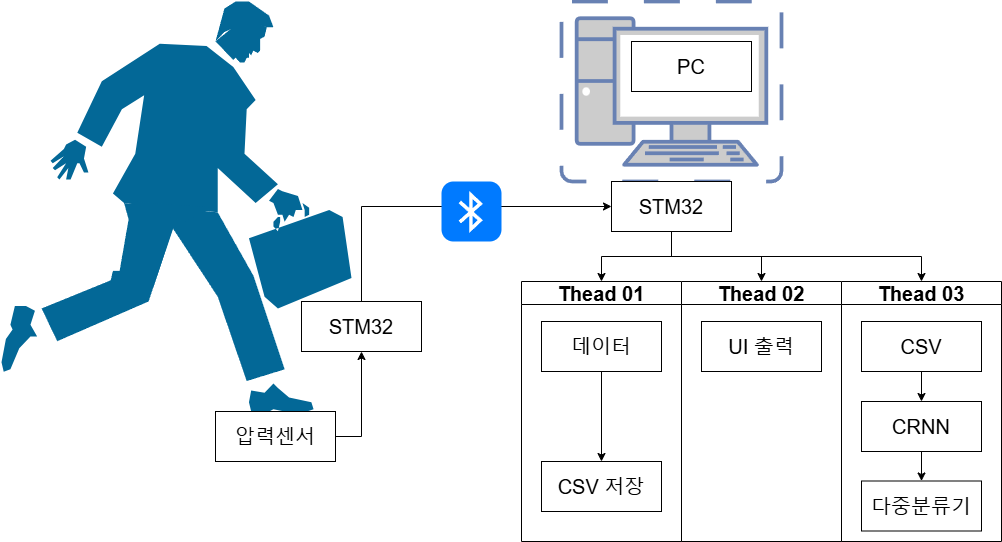 PC
STM32
STM32
압력센서
Thead 01
Thead 02
Thead 03
데이터
UI 출력
CSV
CRNN
CSV 저장
다중분류기